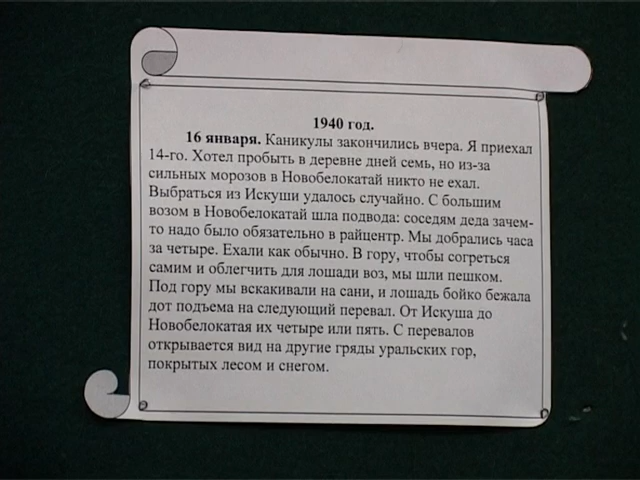 1940 год.
16 января. Каникулы закончились вчера. Я приехал
14-го. Хотел пробыть в деревне дней семь, но из-за
сильных морозов в Новобелокатай никто не ехал.
Выбраться из Искуши удалось случайно. С большим
возом в Новобелокатай шла подвода: соседям деда зачем-
то надо было обязательно в райцентр. Мы добрались часа
за четыре. Ехали как обычно. В гору, чтобы согреться
самим и облегчить для лошади воз, мы шли пешком.
Под гору мы вскакивали на сани, и лошадь бойко бежала
дот подъема на следующий перевал. От Искуша до
Новобелокатая их четыре или пять. С перевалов
открывается вид на другие гряды уральских гор,
покрытых лесом и снегом.